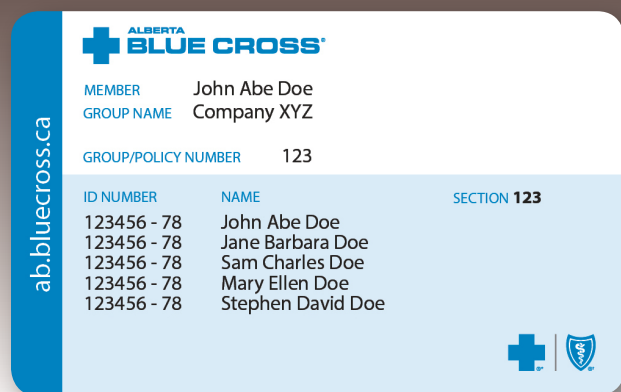 ALBERTA
BLUE CROSS®
MEMBER John Abe Doe
GROUP NAME Company XYZ
GROUP/POLICY NUMBER 123
ab.bluecross.ca
ID NUMBER NAME SECTION 123
123456 - 78 John Abe Doe
123456 - 78 Jane Barbara Doe
123456 - 78 Sam Charles Doe
123456 - 78 Mary Ellen Doe
123456 - 78 Stephen David Doe